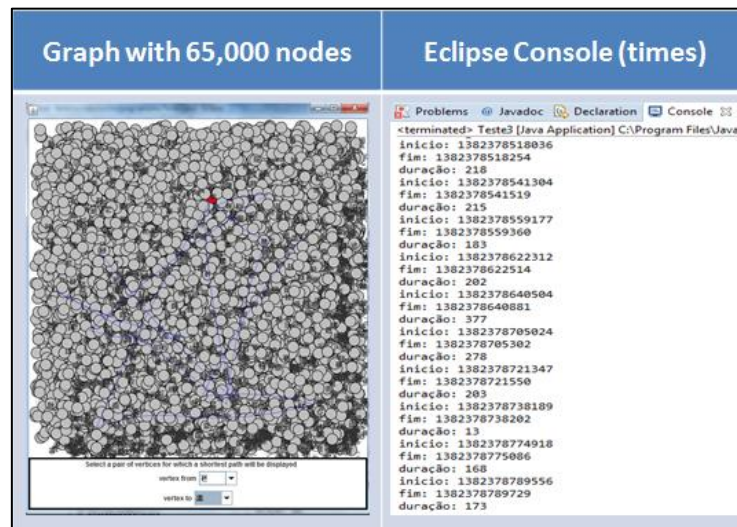 Graph with 65,000 nodes
Eclipse Console (times)
Select a pair of vertices for which a shortest path will be displayed
vertex from
vertex to
Problems @ Javadoc Declaration Console
<terminated> Teste3 [Java Application] C:\Program Files\Java
inicio: 1382378518036
fim: 1382378518254
duração: 218
inicio: 1382378541304
fim: 1382378541519
duração: 215
inicio: 1382378559177
fim: 1382378559360
duração: 183
inicio: 1382378622312
fim: 1382378622514
duração: 202
inicio: 1382378640504
fim: 1382378640881
duração: 377
inicio: 1382378705024
fim: 1382378705302
duração: 278
inicio: 1382378721347
fim: 1382378721550
duração: 203
inicio: 1382378738189
fim: 1382378738202
duração: 13
inicio: 1382378774918
fim: 1382378775086
duração: 168
inicio: 1382378789556
fim: 1382378789729
duração: 173